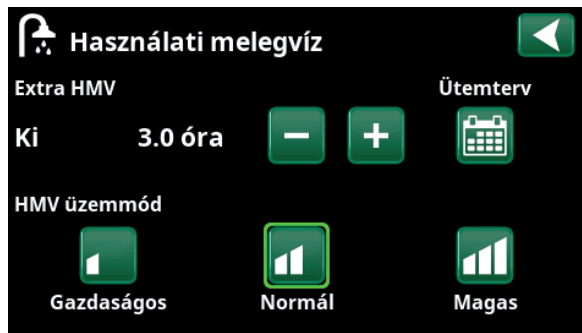 Használati melegvíz
Extra HMV Ütemterv
Ki 3.0 óra
HMV üzemmód
Gazdaságos Normál Magas